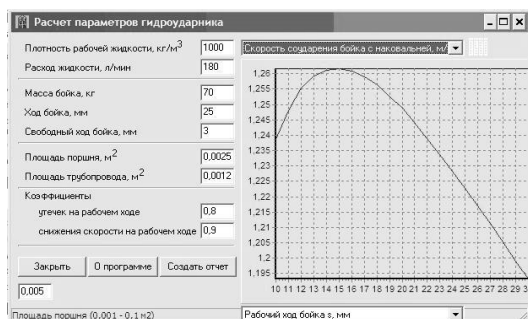 Расчет параметров гидроударника
Плотность рабочей жидкости, кг/м3 1000
Расход жидкости, л/мин 180
Масса бойка, кг 70
Ход бойка, мм 25
Свободный ход бойка, мм 3
Площадь поршня, м2 0,0025
Площадь трубопровода, м2 0,0012
Коэффициенты
утечек на рабочем ходе 0,8
снижения скорости на рабочем ходе 0,9
Закрыть О программе Создать отчет
0,005
Площадь поршня (0.001 - 0.1 м2)
Скорость соударения бойка с наковальней, м/
1,26
1,255
1,25
1,245
1,24
1,235
1,23
1,225
1,22
1,215
1,21
1,205
1,2
1,195
10 11 12 13 14 15 16 17 18 19 20 21 22 23 24 25 26 27 28 29 3
Рабочий ход бойка s, мм